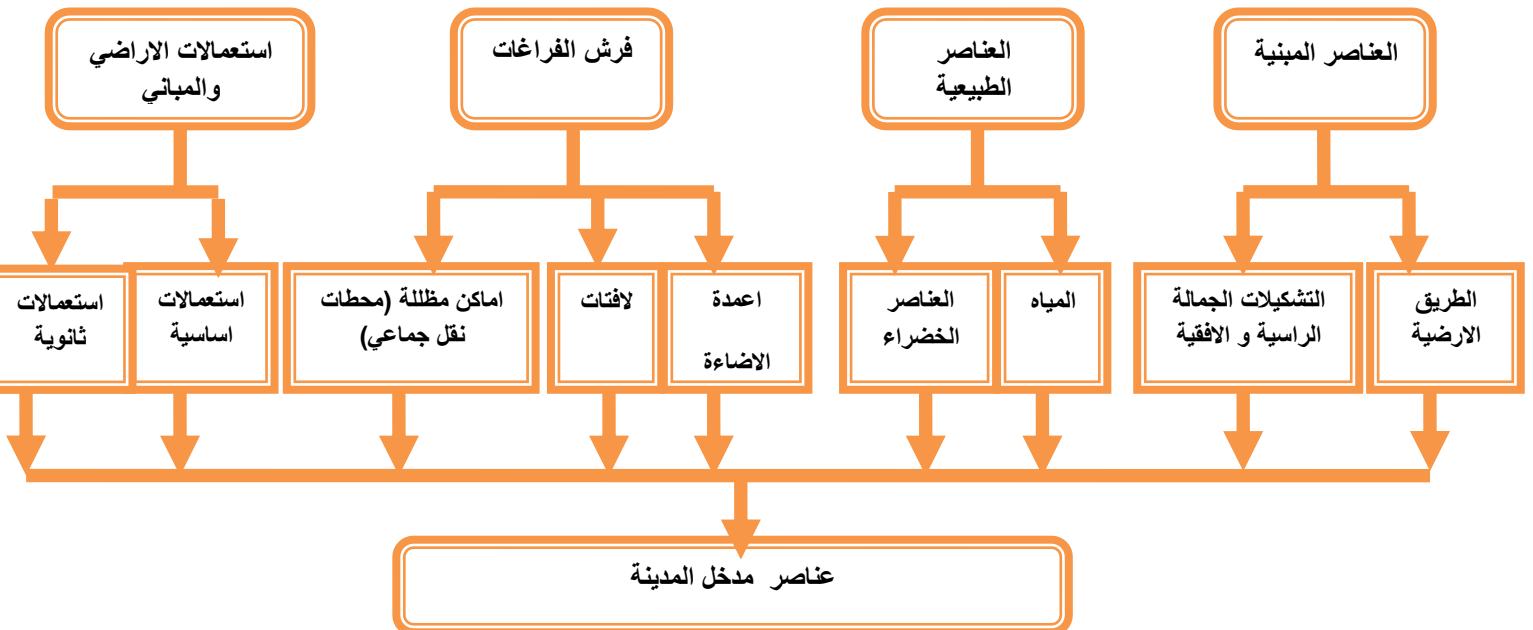 العناصر المبنية
العناصر
الطبيعية
فرش الفراغات
استعمالات الاراضي
والمباني
الطريق
الارضية
التشكيلات الجمالة
الراسية و الافقية
المياه
العناصر
الخضراء
اعمدة
الاضاءة
لافتات
اماكن مظللة (محطات
نقل جماعي)
استعمالات
اساسية
استعمالات
ثانوية
عناصر مدخل المدينة